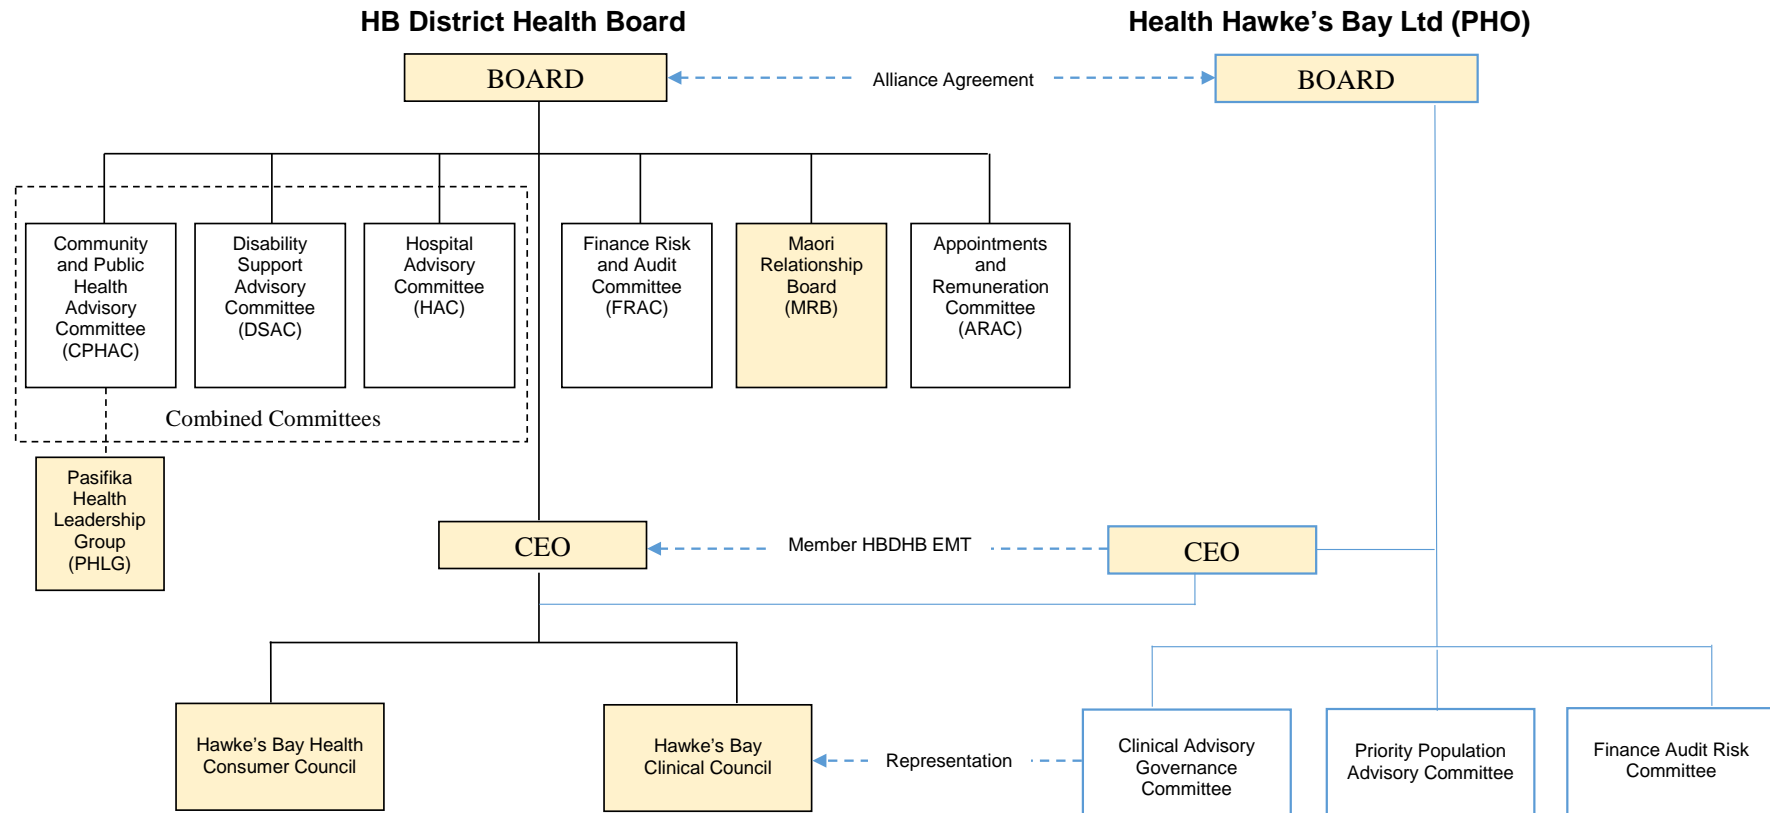 HB District Health Board
Health Hawke's Bay Ltd (PHO)
BOARD
Alliance Agreement
BOARD
Community
and Public
Health
Advisory
Committee
(CPHAC)
Disability
Support
Advisory
Committee
(DSAC)
Hospital
Advisory
Committee
(HAC)
Finance Risk
and Audit
Committee
(FRAC)
Maori
Relationship
Board
(MRB)
Appointments
and
Remuneration
Committee
(ARAC)
Combined Committees
Pasifika
Health
Leadership
Group
(PHLG)
CEO
Member HBDHB EMT
CEO
Hawke’s Bay Health
Consumer Council
Hawke’s Bay
Clinical Council
Representation
Clinical Advisory
Governance
Committee
Priority Population
Advisory Committee
Finance Audit Risk
Committee